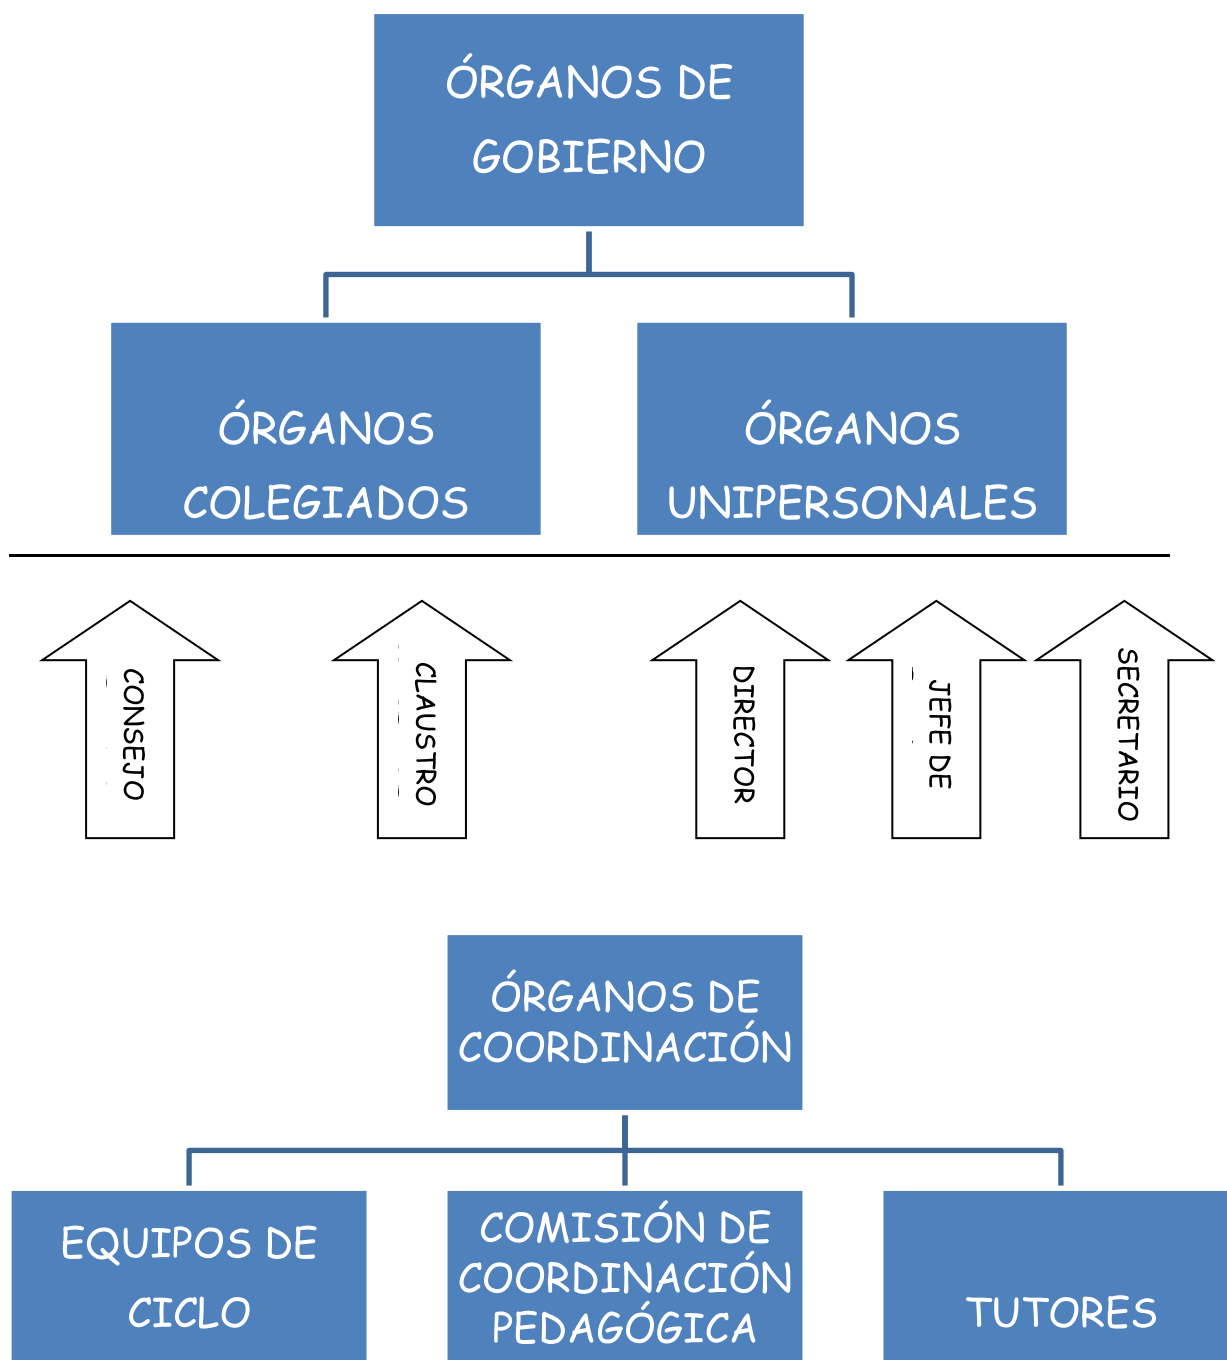 ÓRGANOS DE
GOBIERNO
ÓRGANOS
COLEGIADOS
ÓRGANOS
UNIPERSONALES
CONSEJO
CLAUSTRO
DIRECTOR
JEFE DE
SECRETARIO
ÓRGANOS DE
COORDINACIÓN
EQUIPOS DE
CICLO
COMISIÓN DE
COORDINACIÓN
PEDAGÓGICA
TUTORES